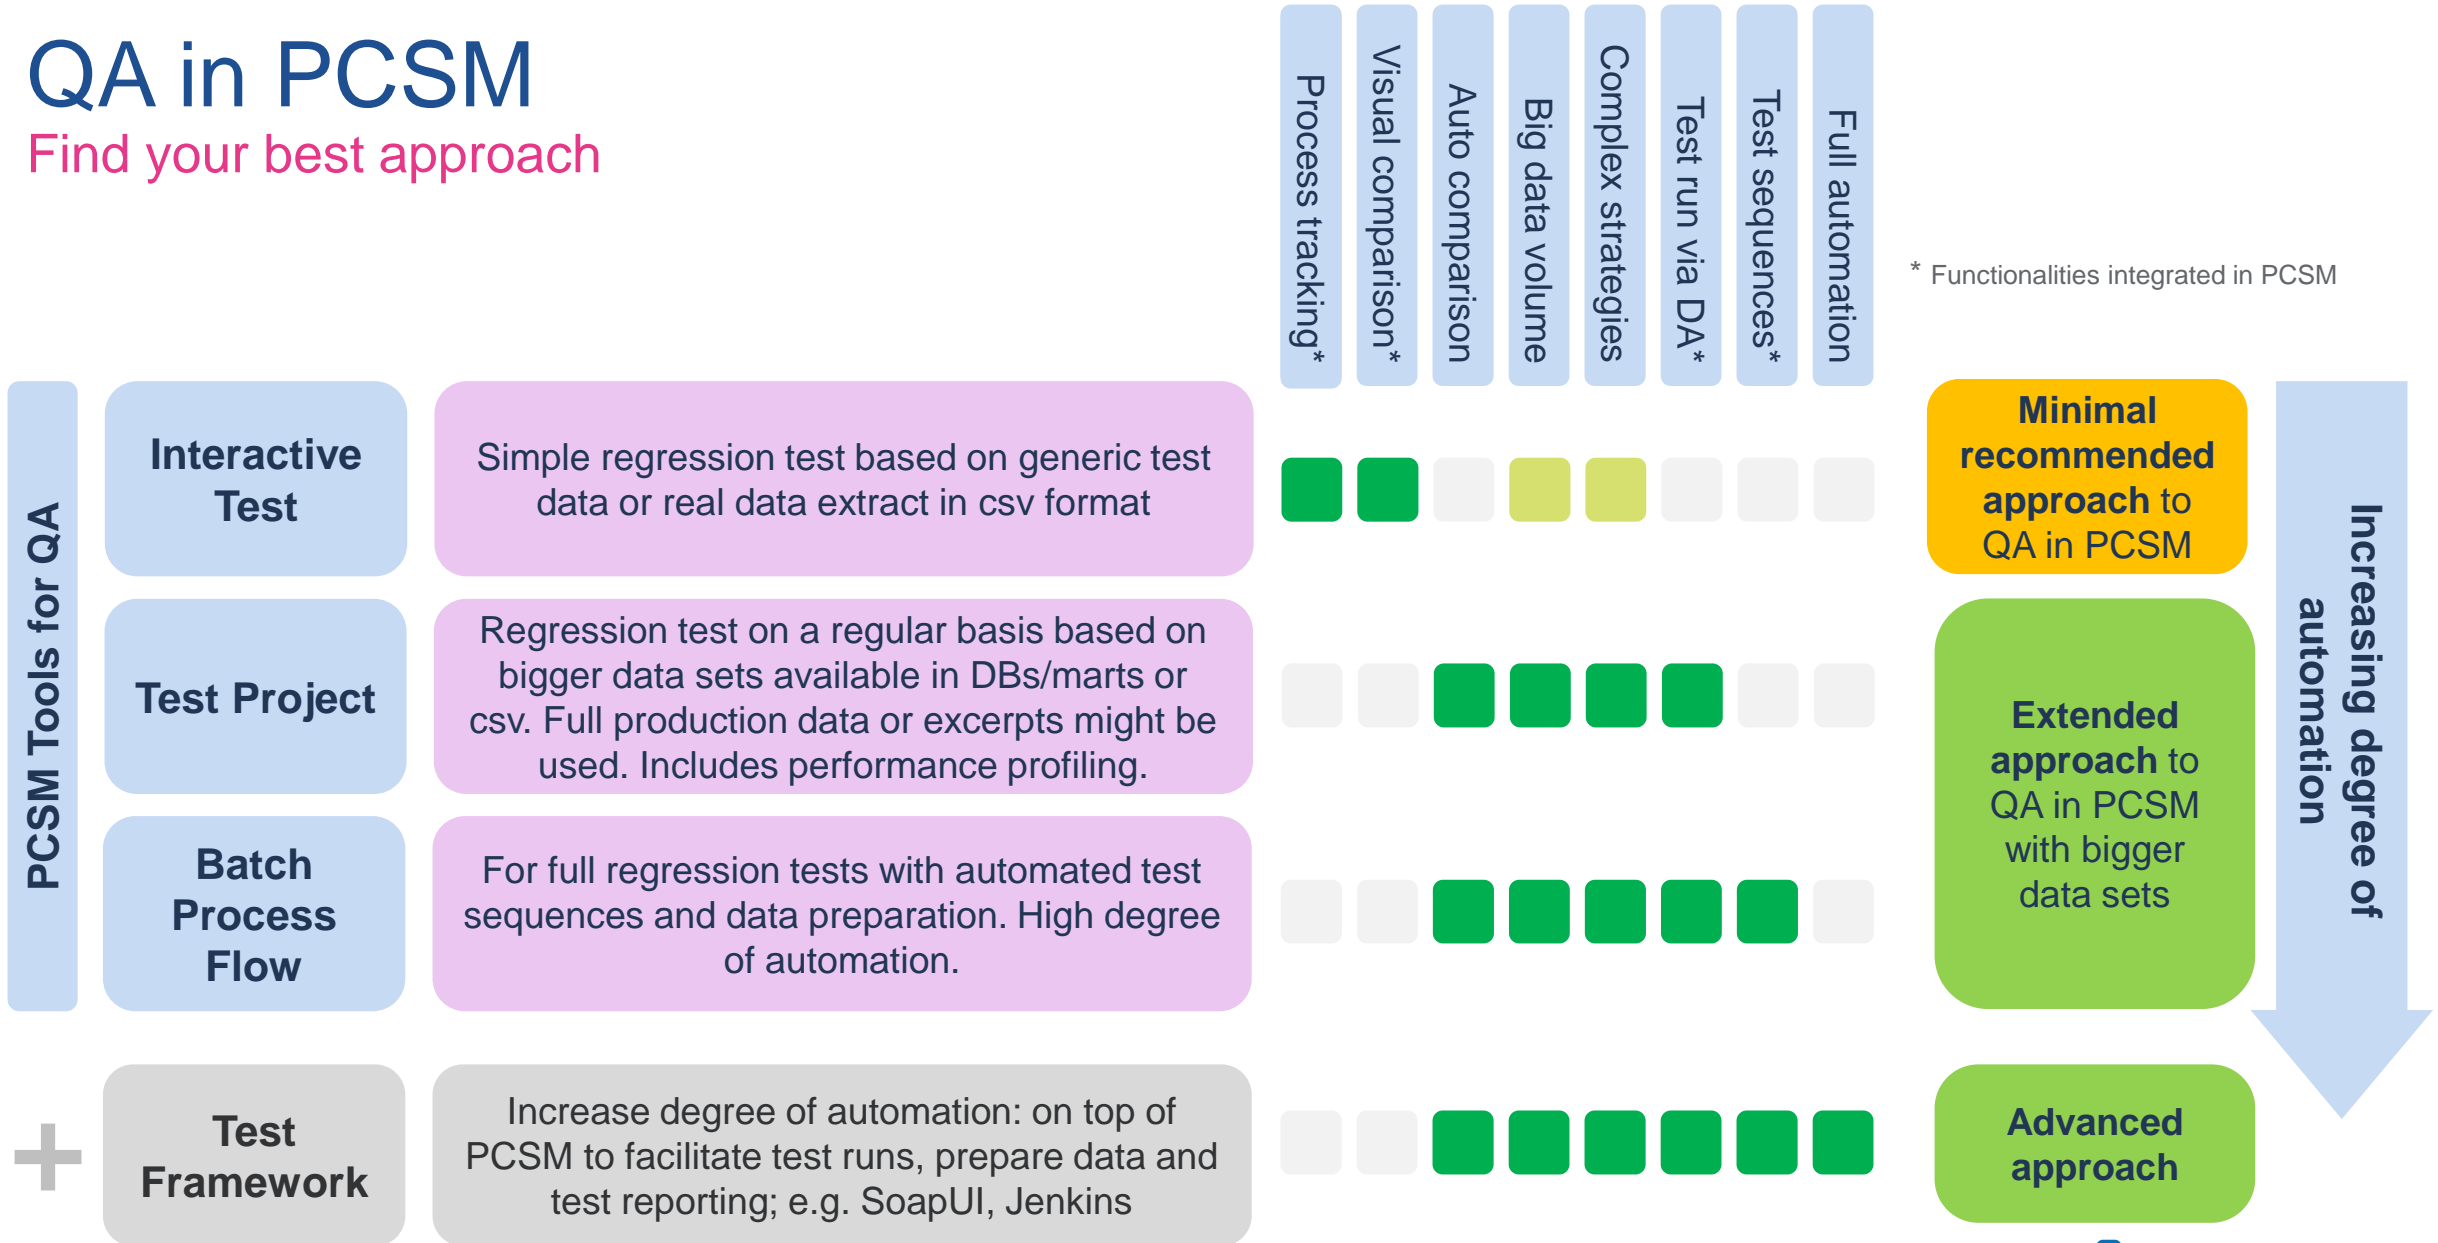 QA in PCSM
Find your best approach
Process tracking*
Visual comparison*
Auto comparison
Big data volume
Complex strategies
Test run via DA*
Test sequences*
Full automation
* Functionalities integrated in PCSM
PCSM Tools for QA
Interactive
Test
Simple regression test based on generic test
data or real data extract in csv format
Minimal
recommended
approach to
QA in PCSM
Test Project
Regression test on a regular basis based on
bigger data sets available in DBs/marts or
csv. Full production data or excerpts might be
used. Includes performance profiling.
Extended
approach to
QA in PCSM
with bigger
data sets
Batch
Process
Flow
For full regression tests with automated test
sequences and data preparation. High degree
of automation.
Increasing degree of
automation
+
Test
Framework
Increase degree of automation: on top of
PCSM to facilitate test runs, prepare data and
test reporting; e.g. SoapUI, Jenkins
Advanced
approach